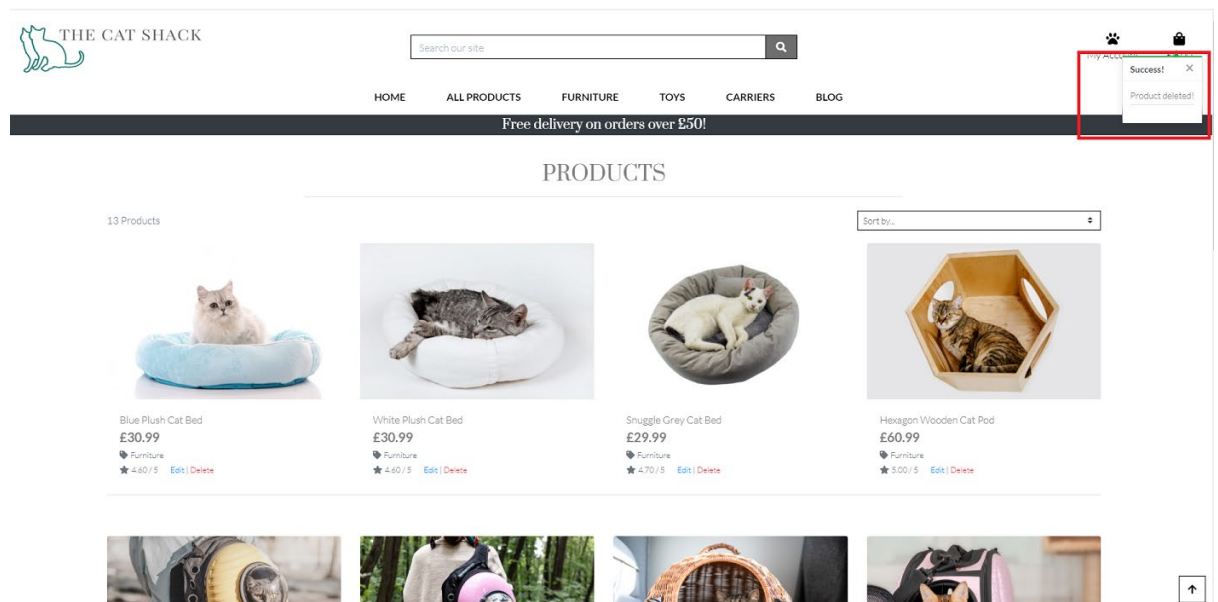 THE CAT SHACK
Search our site
My Account
Success! ×
Product deleted!
HOME ALL PRODUCTS FURNITURE TOYS CARRIERS BLOG
Free delivery on orders over £50!
PRODUCTS
13 Products
Sort by...
Blue Plush Cat Bed
£30.99
Furniture
4.60 / 5 Edit | Delete
White Plush Cat Bed
£30.99
Furniture
4.60 / 5 Edit | Delete
Snuggle Grey Cat Bed
£29.99
Furniture
4.70 / 5 Edit | Delete
Hexagon Wooden Cat Pod
£60.99
Furniture
5.00 / 5 Edit | Delete